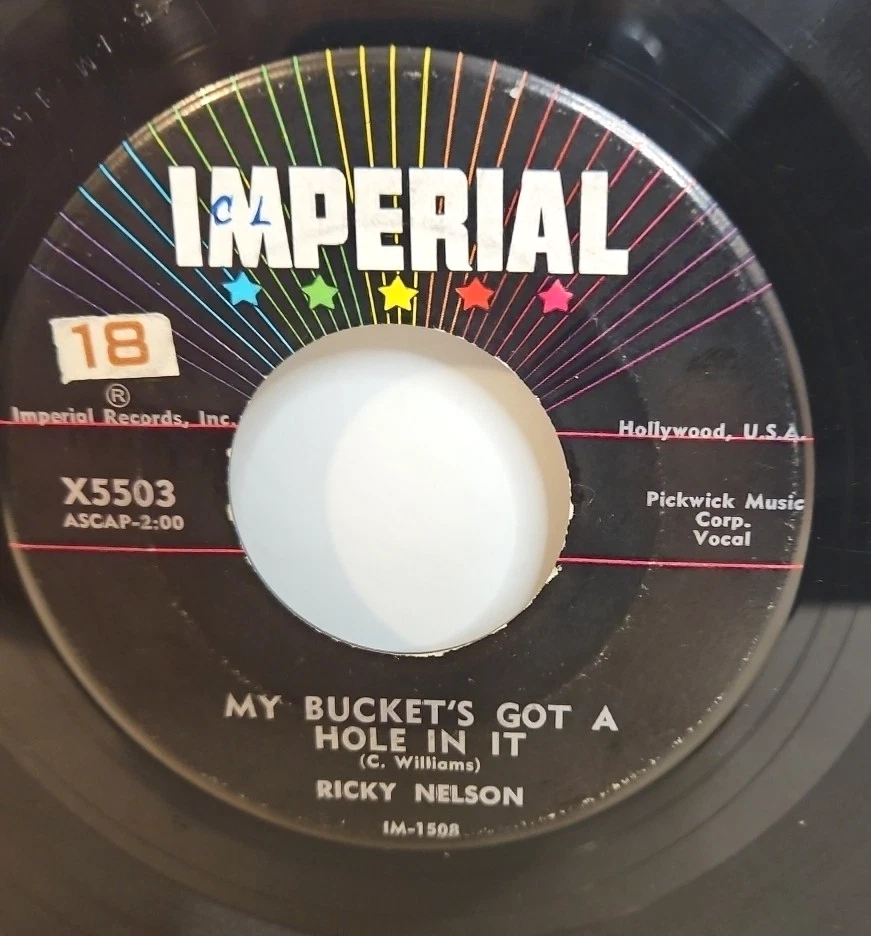 IMPERIAL
CL
18
®
Imperial Records, Inc.
Hollywood, U.S.A.
X5503
ASCAP-2:00
Pickwick Music
Corp.
Vocal
MY BUCKET'S GOT A
HOLE IN IT
(C. Williams)
RICKY NELSON
IM-1508